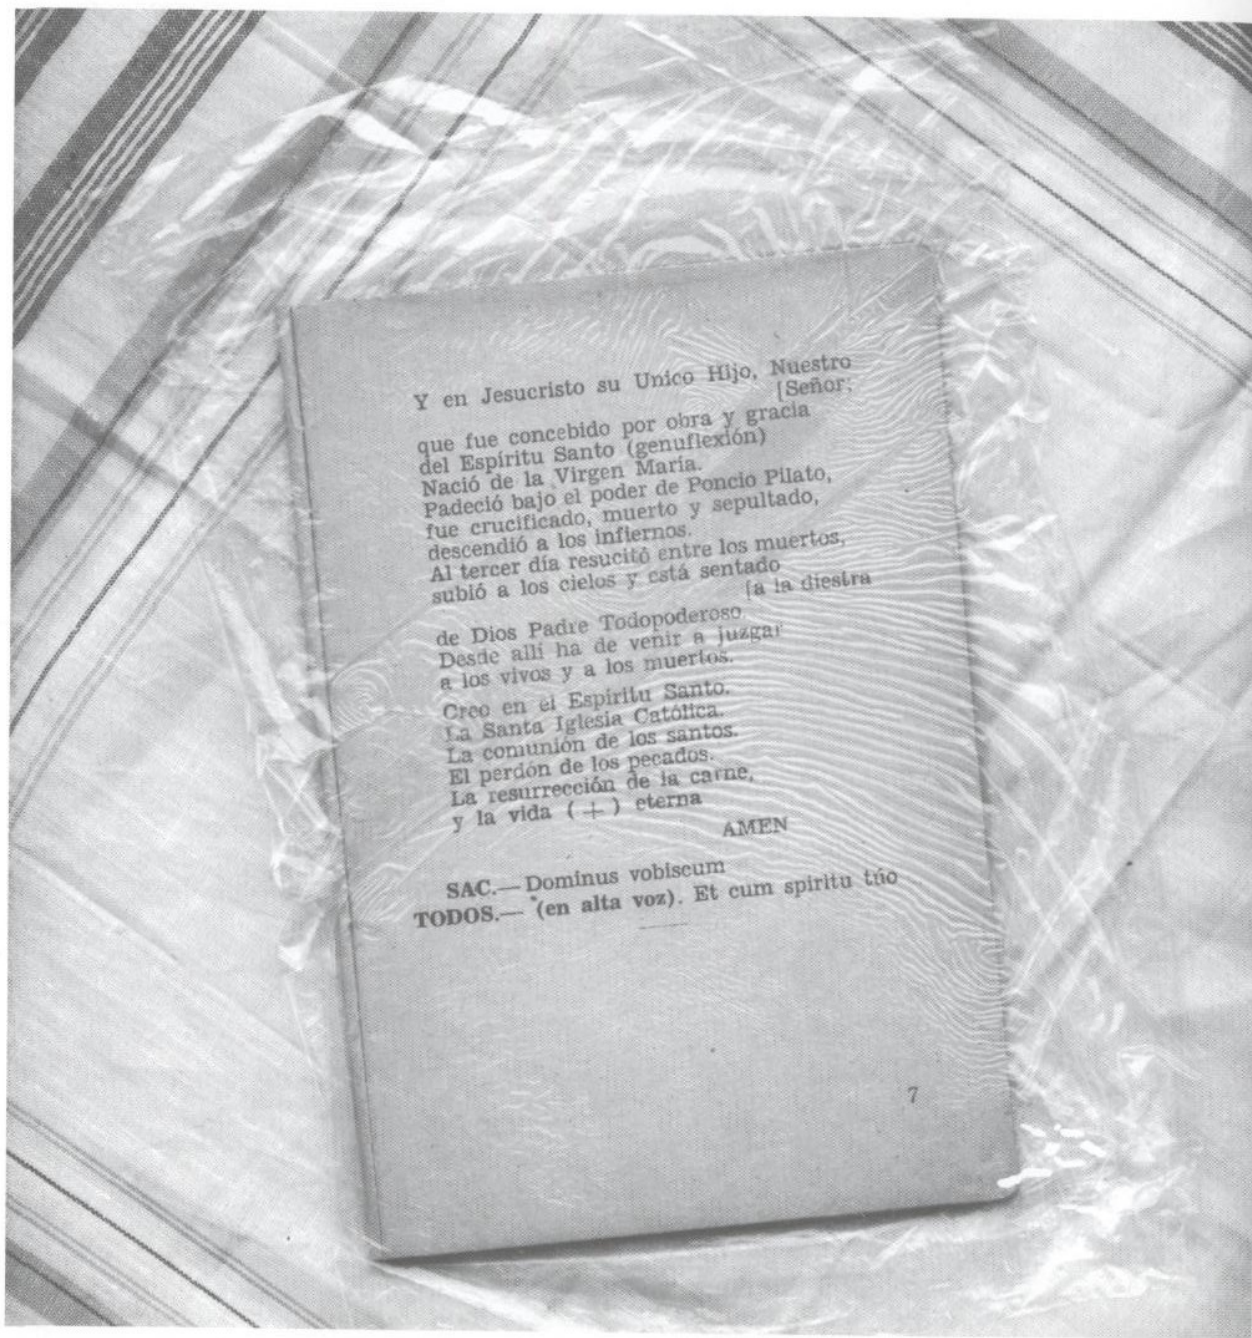 Y en Jesucristo su Unico Hijo, Nuestro
[Señor;
que fue concebido por obra y gracia
del Espíritu Santo (genuflexión)
Nació de la Virgen María.
Padeció bajo el poder de Poncio Pilato,
fue crucificado, muerto y sepultado,
descendió a los infiernos.
Al tercer día resucitó entre los muertos,
subió a los cielos y está sentado
[a la diestra
de Dios Padre Todopoderoso.
Desde allí ha de venir a juzgar
a los vivos y a los muertos.
Creo en el Espíritu Santo.
La Santa Iglesia Católica.
La comunión de los santos.
El perdón de los pecados.
La resurrección de la carne,
y la vida ( + ) eterna
AMEN
SAC.— Dominus vobiscum
TODOS.— (en alta voz). Et cum spiritu túo
7